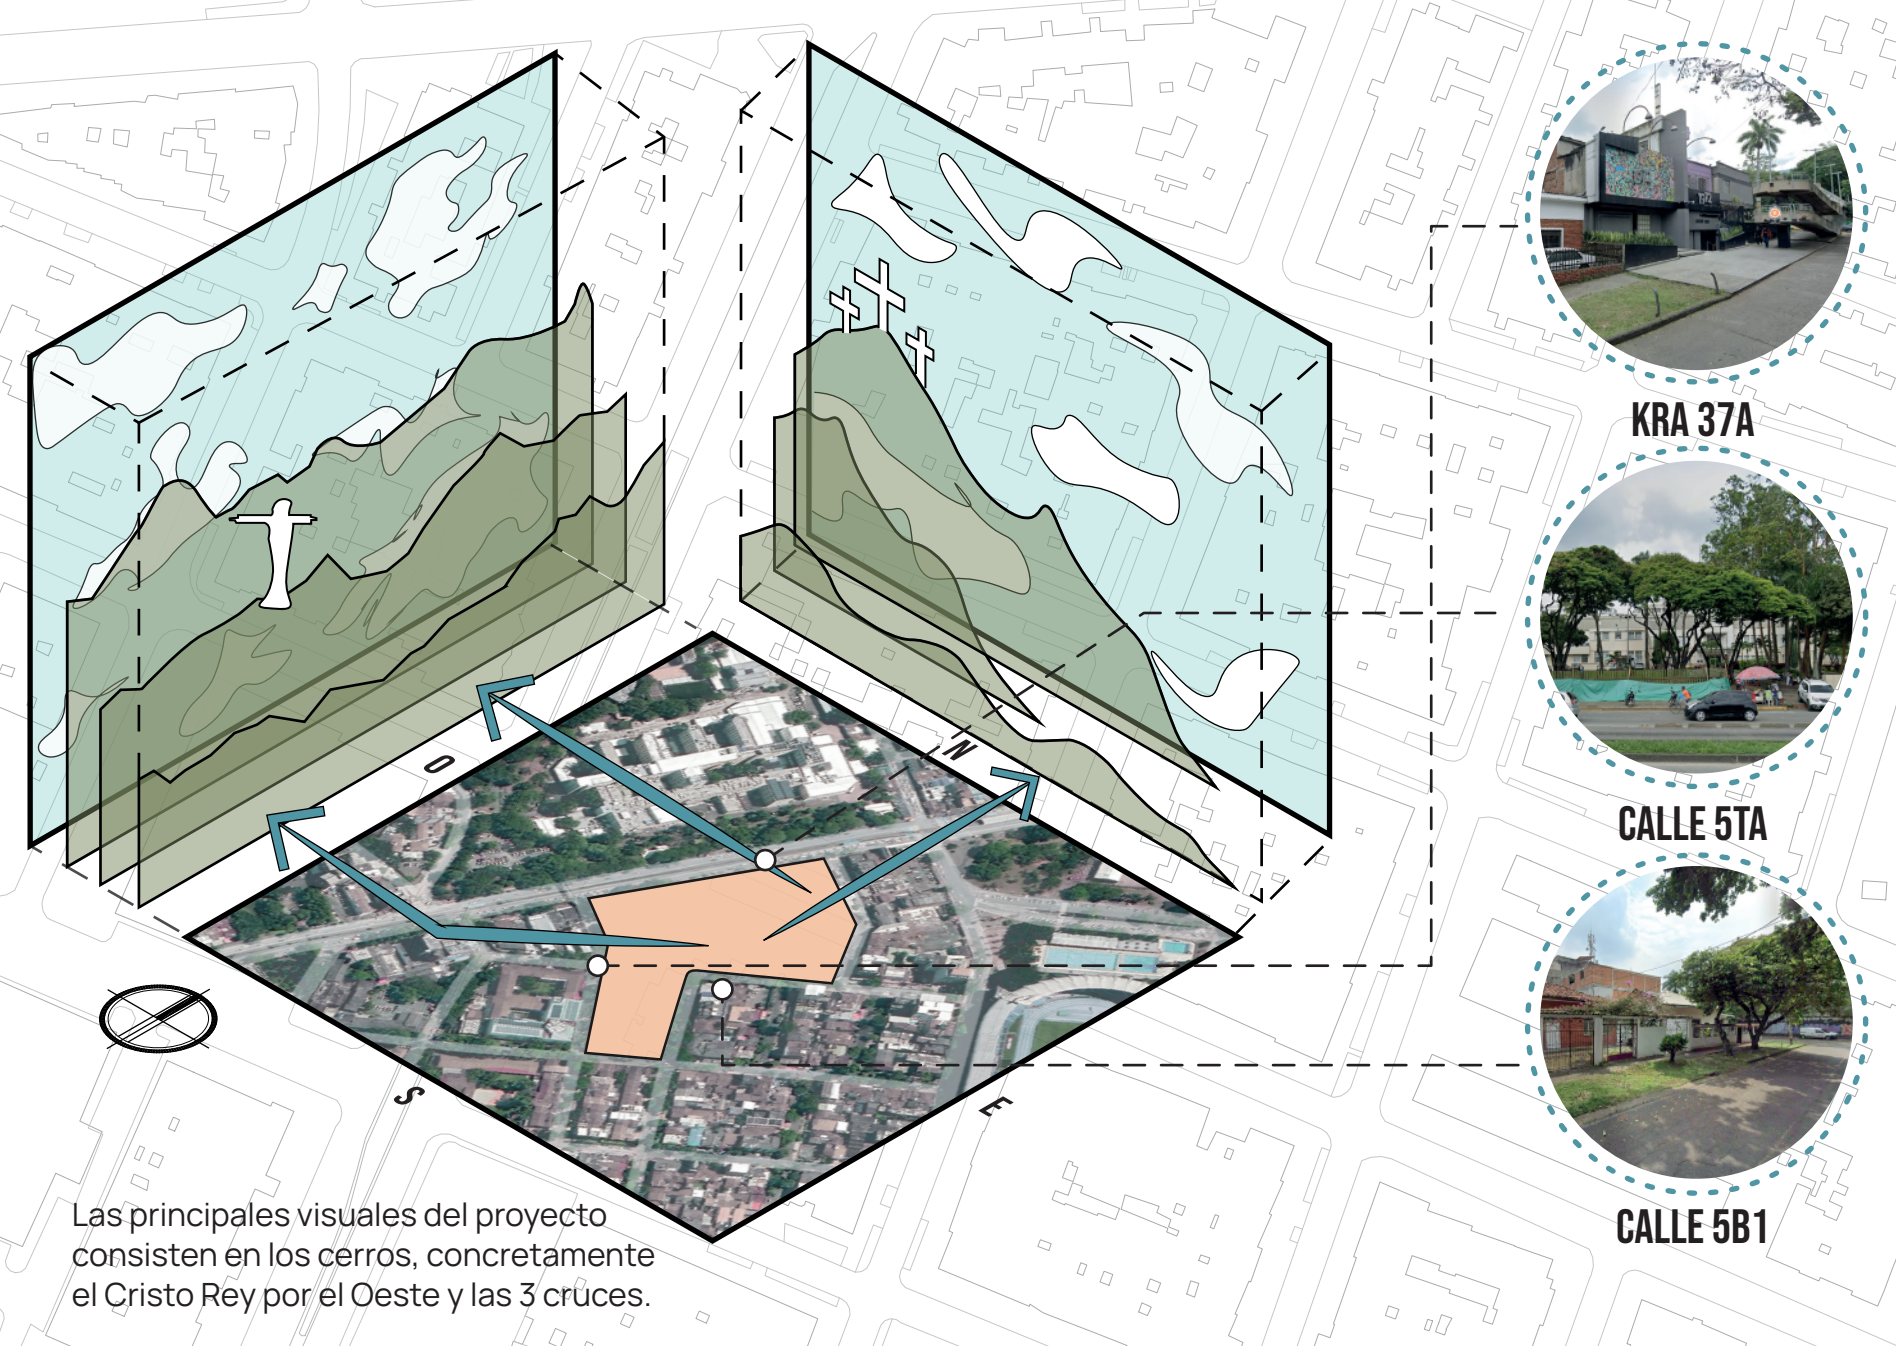 KRA 37A
CALLE 5TA
CALLE 5B1
O
N
S
E
Las principales visuales del proyecto
consisten en los cerros, concretamente
el Cristo Rey por el Oeste y las 3 cruces.